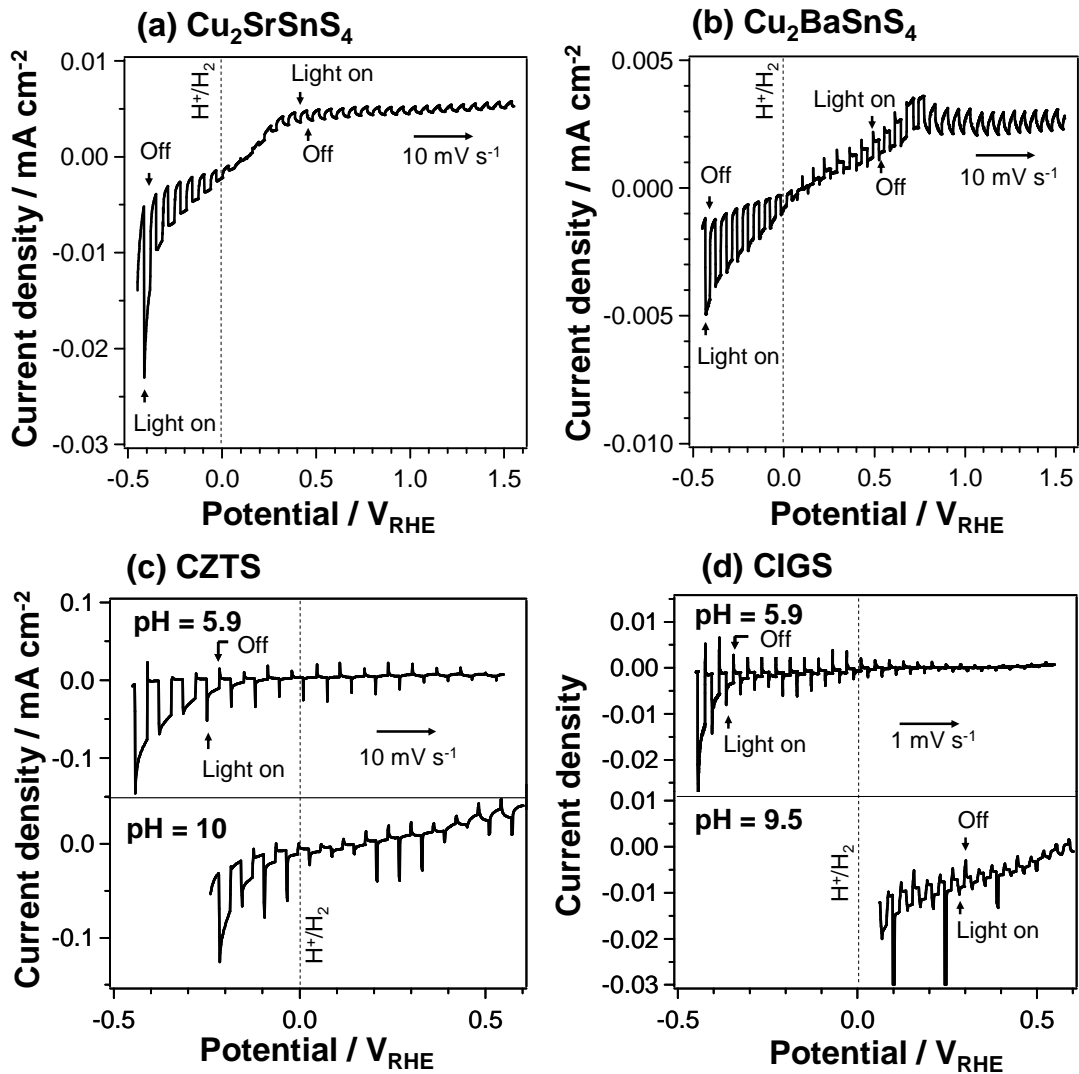 (a) Cu₂SrSnS₄
Current density / mA cm⁻²
0.01
0.00
-0.01
-0.02
-0.03
H⁺/H₂
Light on
Off
Off
10 mV s⁻¹
Light on
-0.5 0.0 0.5 1.0 1.5
Potential / V_RHE
(b) Cu₂BaSnS₄
Current density / mA cm⁻²
0.005
0.000
-0.005
-0.010
H⁺/H₂
Light on
Off
Off
10 mV s⁻¹
Light on
-0.5 0.0 0.5 1.0 1.5
Potential / V_RHE
(c) CZTS
Current density / mA cm⁻²
0.1
0.0
-0.1
pH = 5.9
Off
Light on
10 mV s⁻¹
0.0
-0.1
pH = 10
H⁺/H₂
-0.5 0.0 0.5
Potential / V_RHE
(d) CIGS
Current density
0.01
0.00
-0.01
-0.02
pH = 5.9
Off
Light on
1 mV s⁻¹
0.01
0.00
-0.01
-0.02
-0.03
pH = 9.5
H⁺/H₂
Off
Light on
-0.5 0.0 0.5
Potential / V_RHE